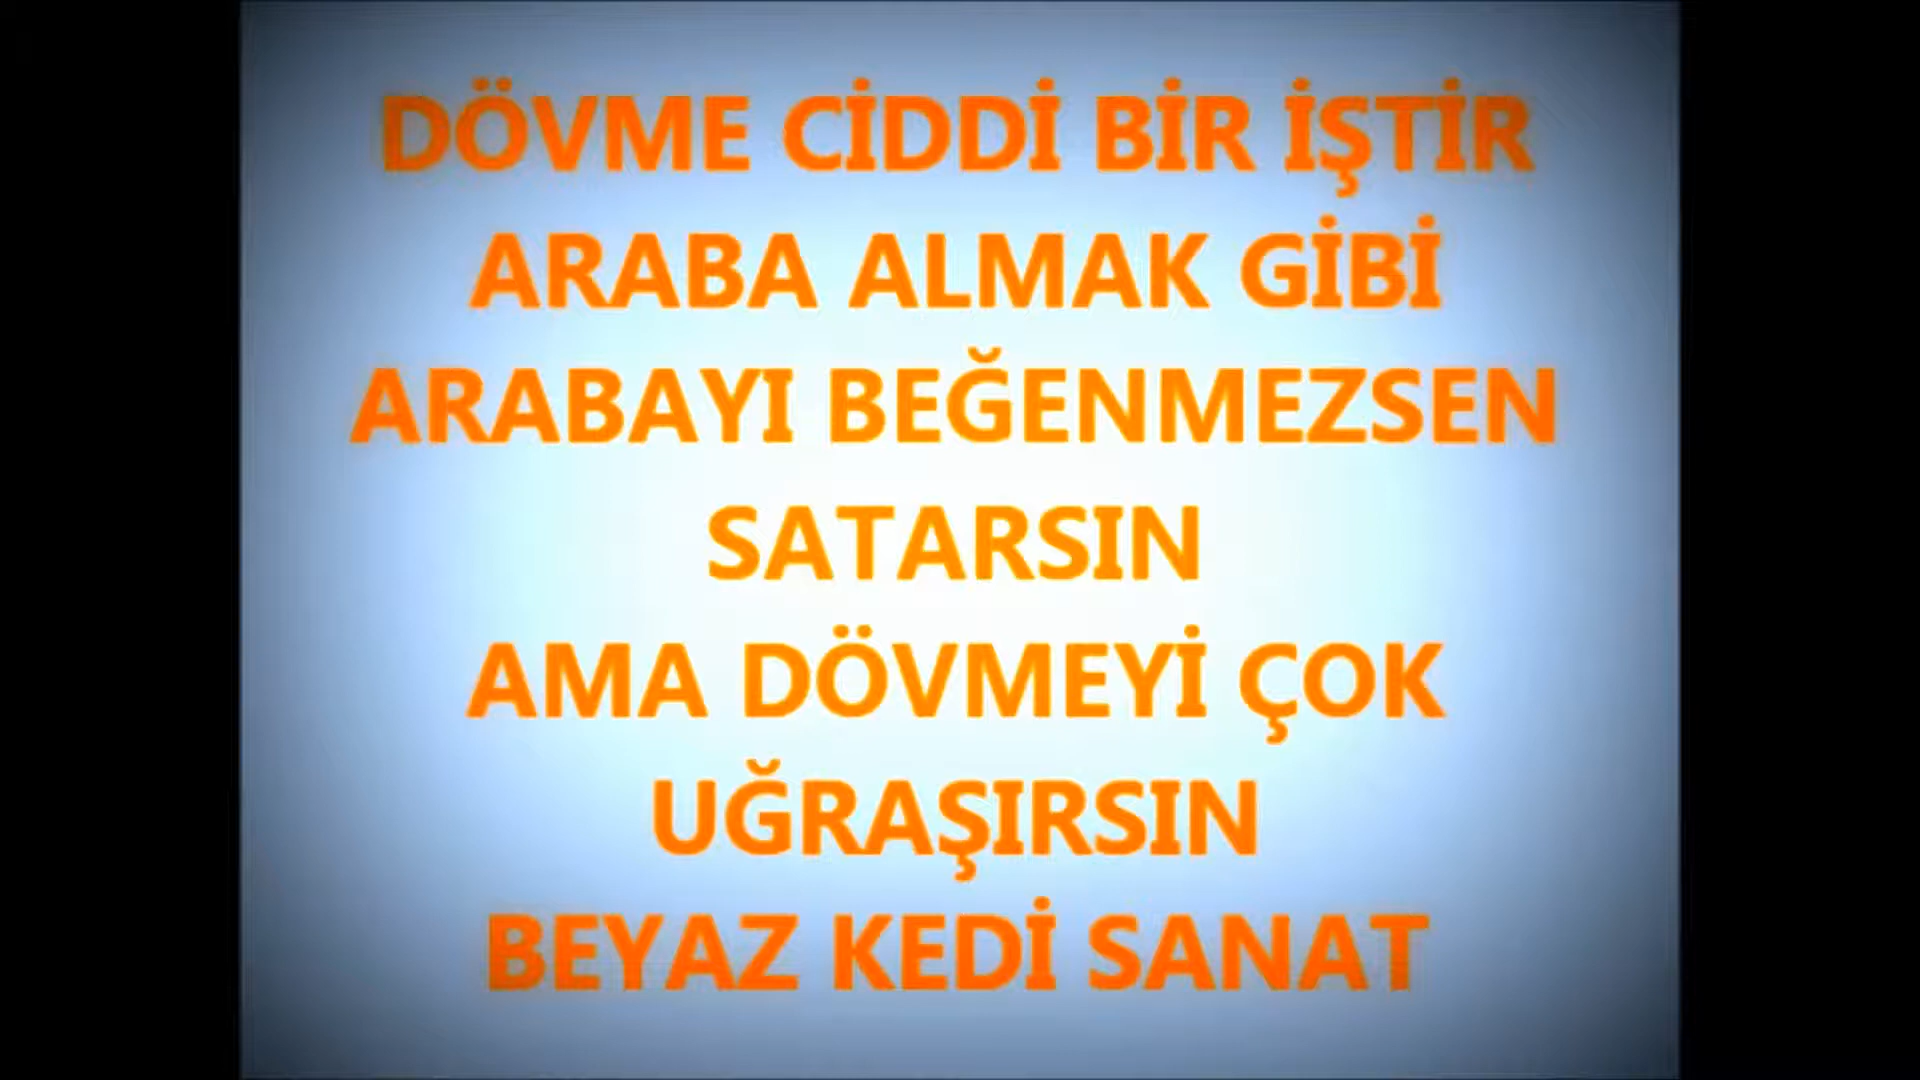 DÖVME CİDDİ BİR İŞTİR
ARABA ALMAK GİBİ
ARABAYI BEĞENMEZSEN
SATARSIN
AMA DÖVMEYİ ÇOK
UĞRAŞIRSIN
BEYAZ KEDİ SANAT